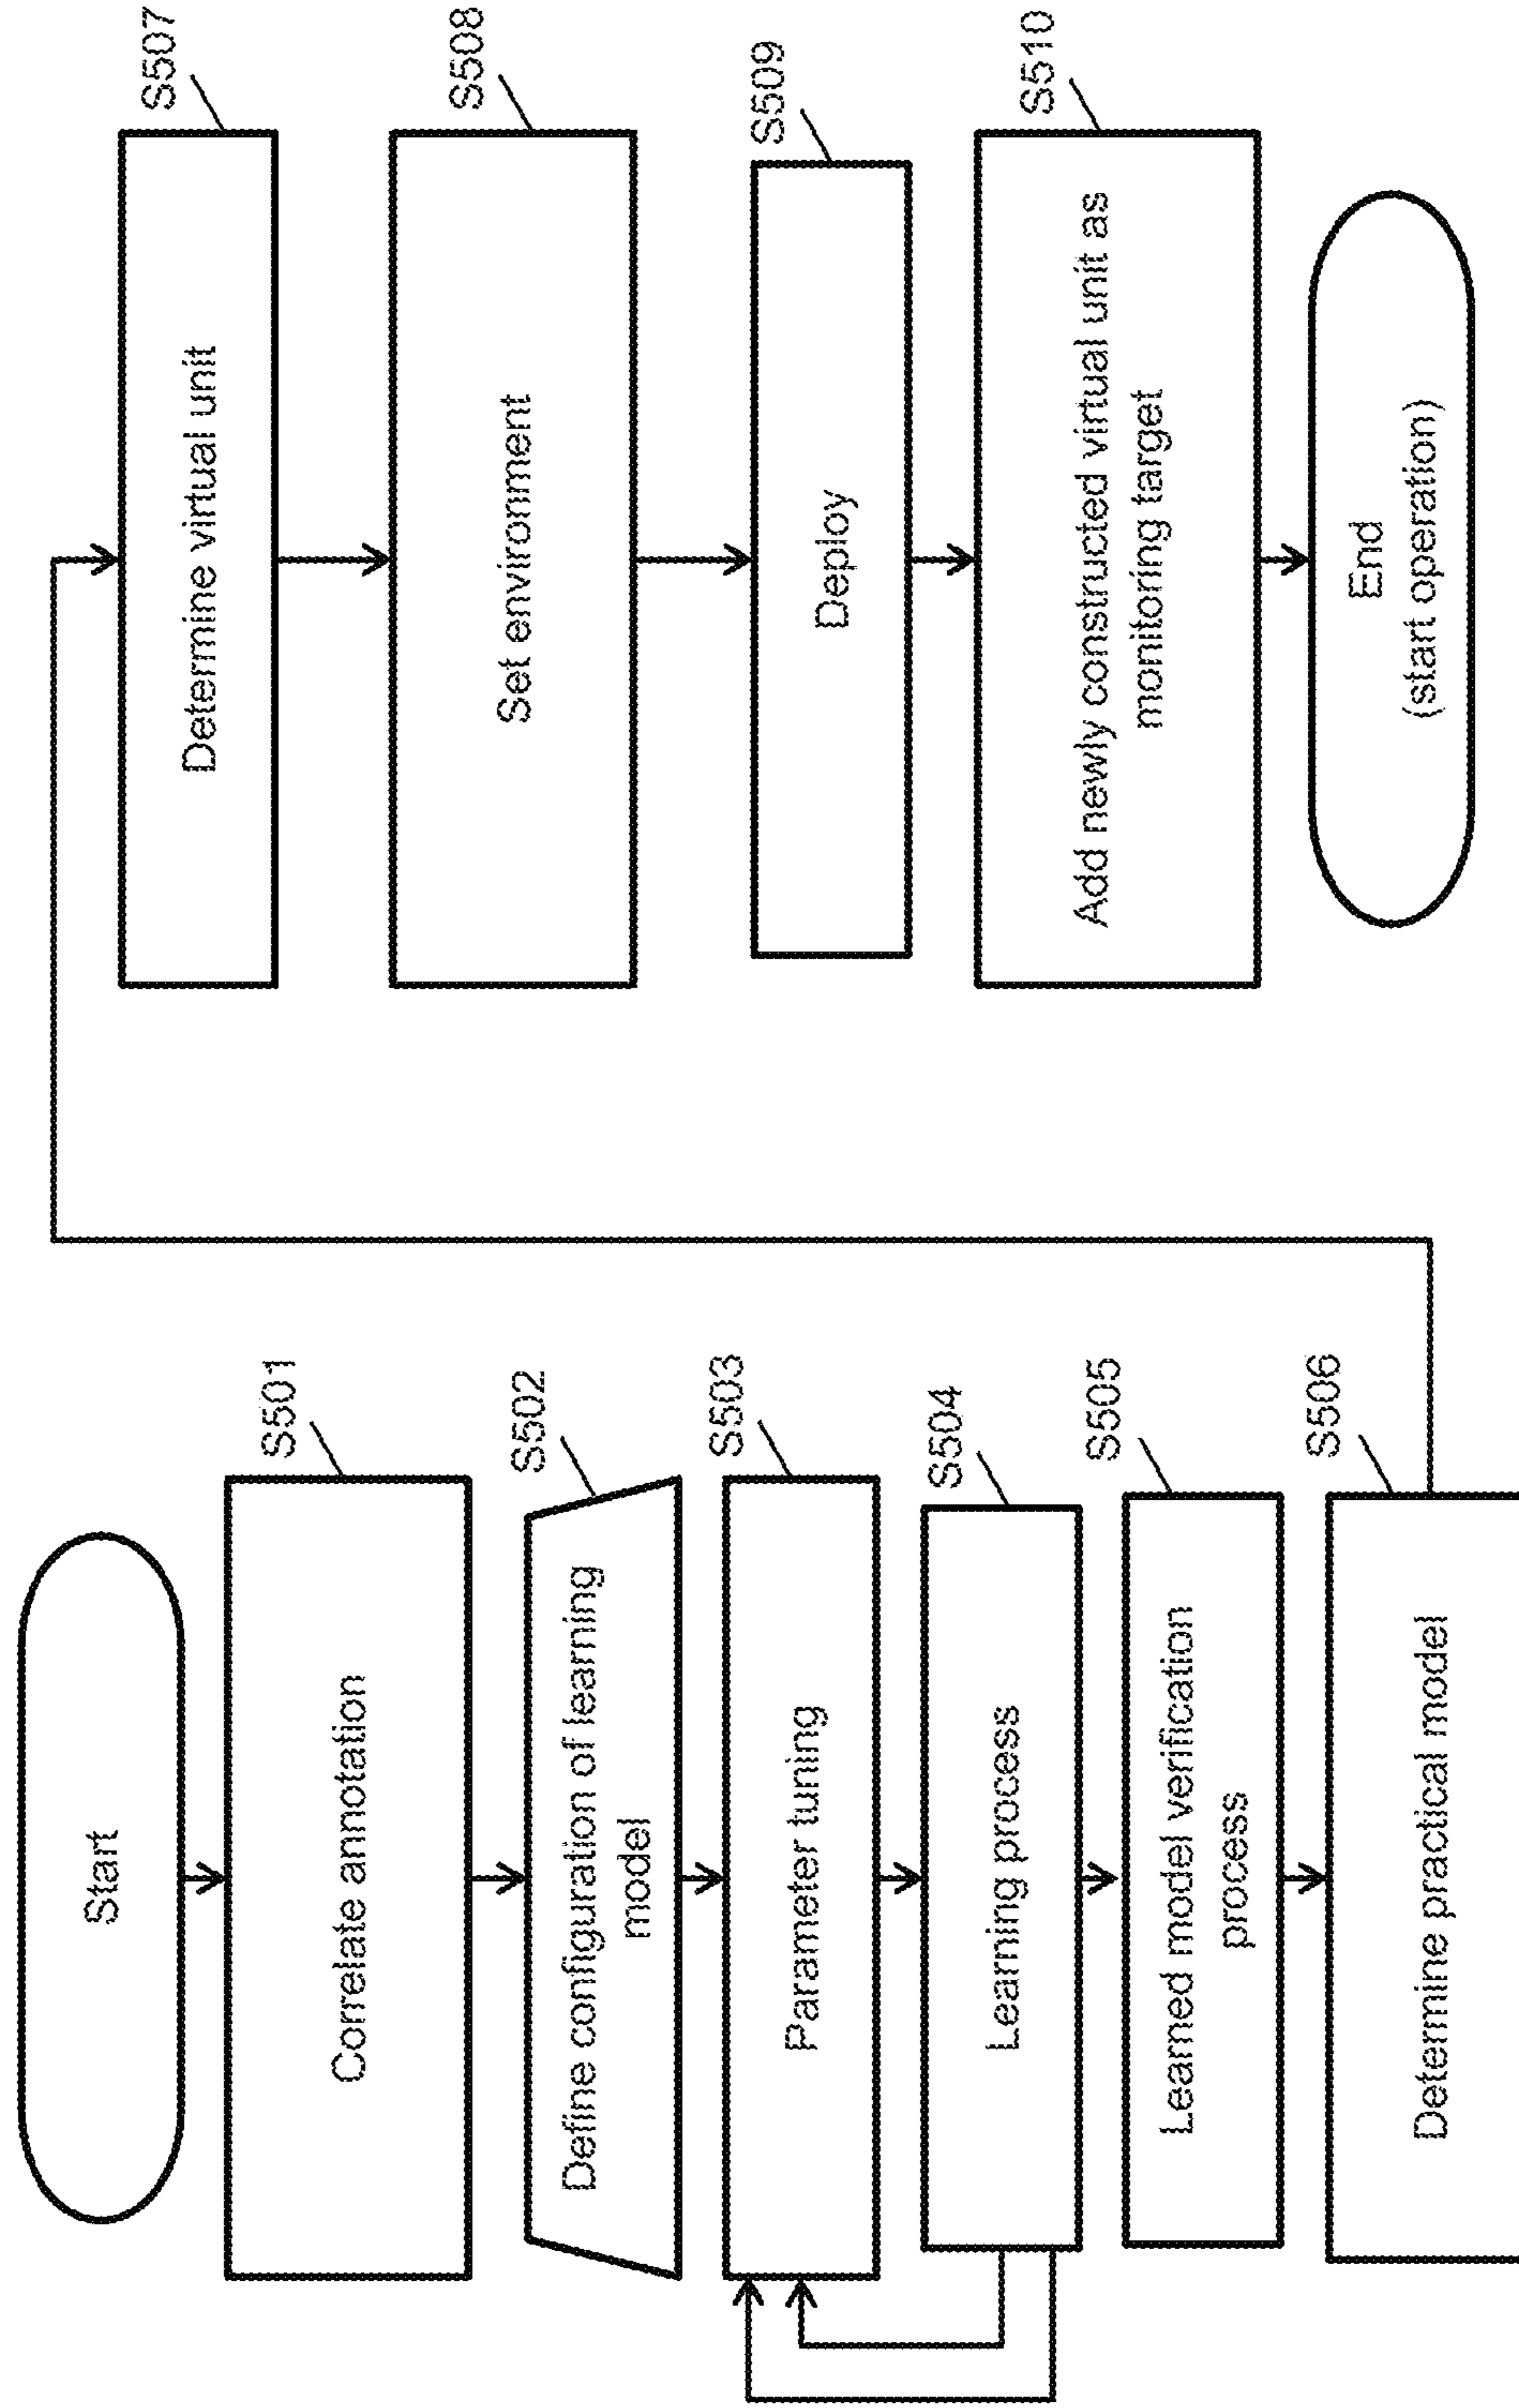 Start
S501
Correlate annotation
S502
Define configuration of learning
model
S503
Parameter tuning
S504
Learning process
S505
Learned model verification
process
S506
Determine practical model
S507
Determine virtual unit
S508
Set environment
S509
Deploy
S510
Add newly constructed virtual unit as
monitoring target
End
(start operation)